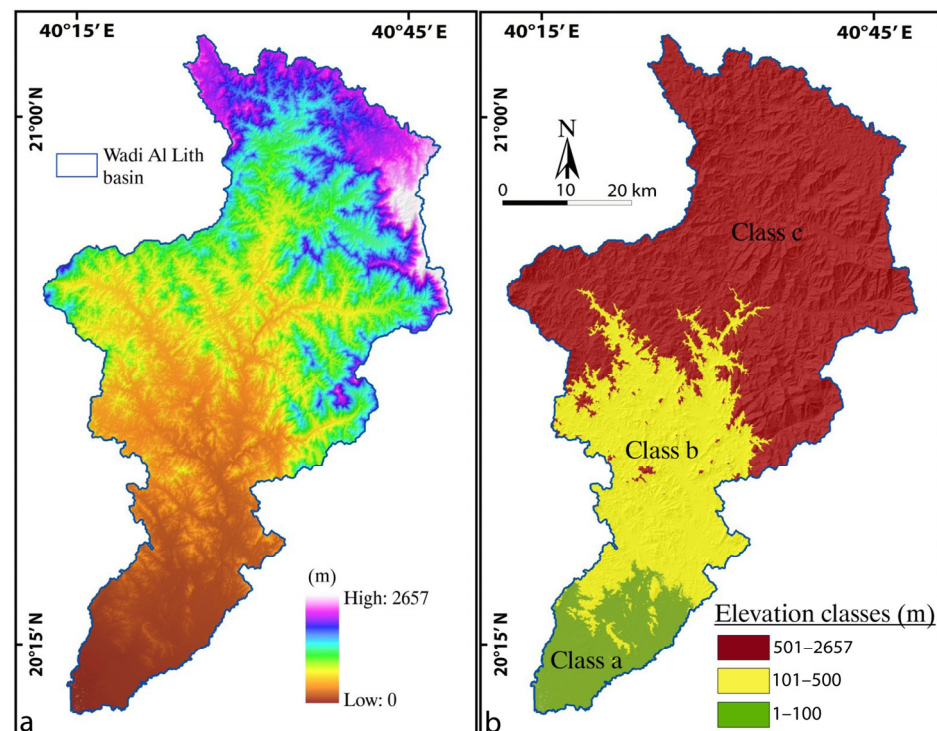 40°15′ E
40°45′ E
21°00′ N
Wadi Al Lith
basin
(m)
High: 2657
20°15′ N
Low: 0
a
40°15′ E
40°45′ E
21°00′ N
N
0 10 20 km
Class c
Class b
Elevation classes (m)
20°15′ N
Class a
501–2657
101–500
1–100
b